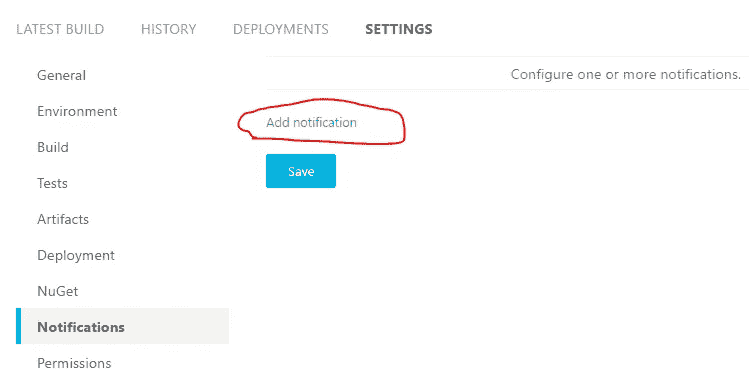 LATEST BUILD HISTORY DEPLOYMENTS SETTINGS
General
Environment
Build
Tests
Artifacts
Deployment
NuGet
Notifications
Permissions
Configure one or more notifications.
Add notification
Save